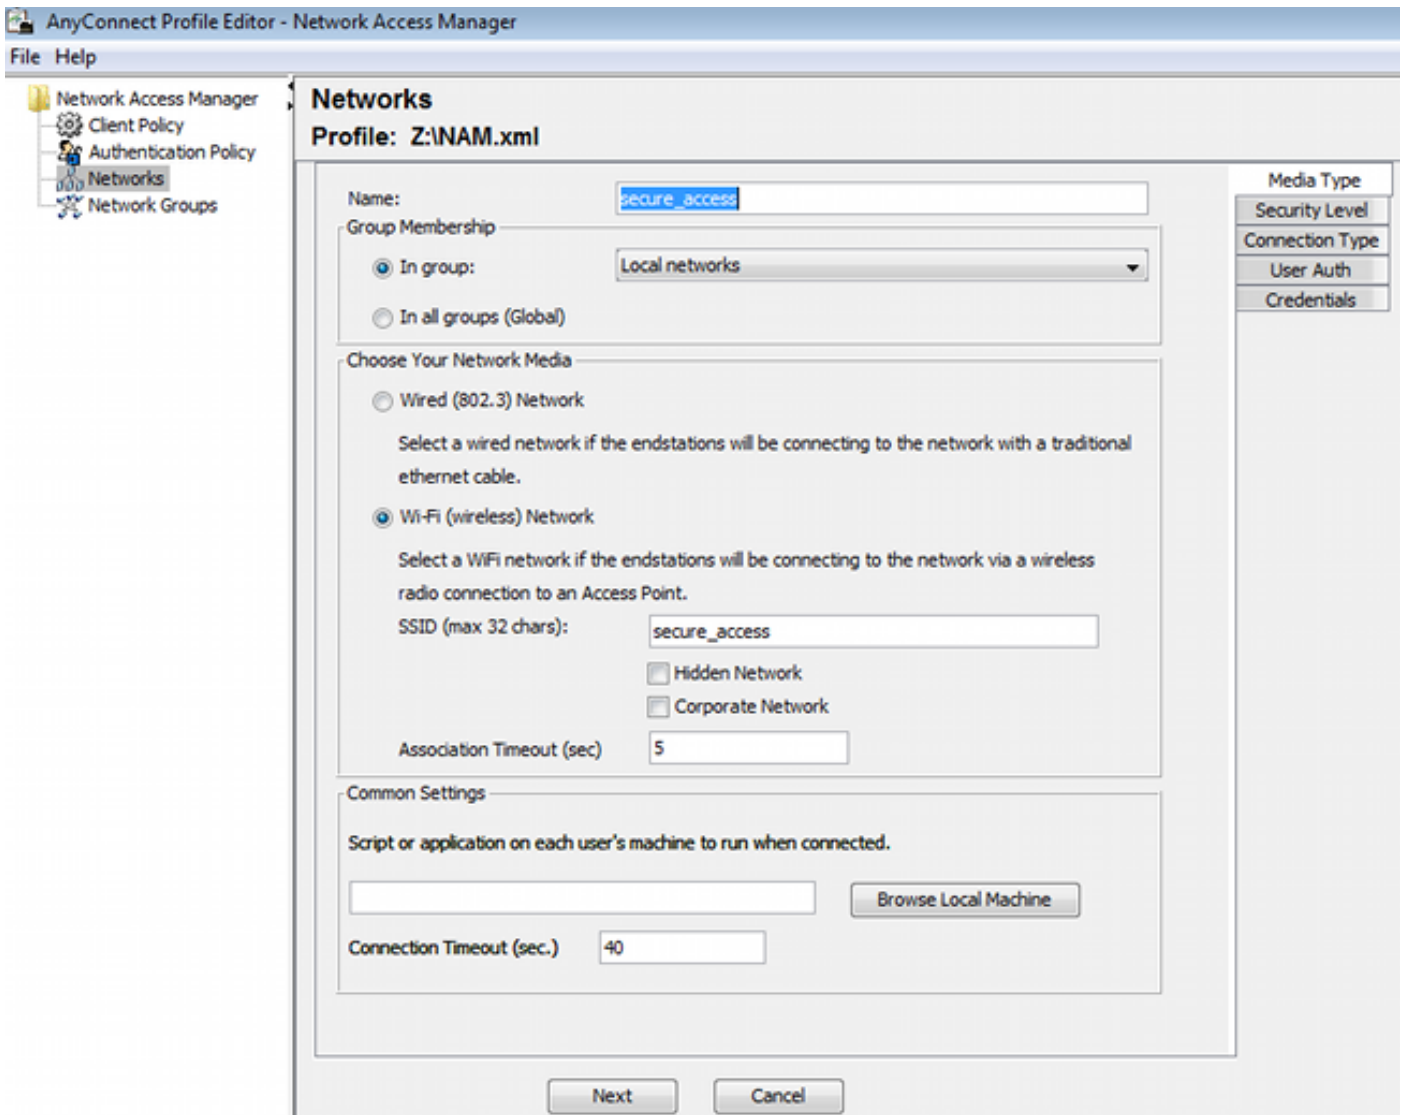 AnyConnect Profile Editor - Network Access Manager
File Help
Network Access Manager
Client Policy
Authentication Policy
Networks
Network Groups
Networks
Profile: Z:\NAM.xml
Name: secure_access
Group Membership
In group: Local networks
In all groups (Global)
Choose Your Network Media
Wired (802.3) Network
Select a wired network if the endstations will be connecting to the network with a traditional
ethernet cable.
Wi-Fi (wireless) Network
Select a WiFi network if the endstations will be connecting to the network via a wireless
radio connection to an Access Point.
SSID (max 32 chars): secure_access
Hidden Network
Corporate Network
Association Timeout (sec) 5
Common Settings
Script or application on each user's machine to run when connected.
Browse Local Machine
Connection Timeout (sec.) 40
Next Cancel
Media Type
Security Level
Connection Type
User Auth
Credentials